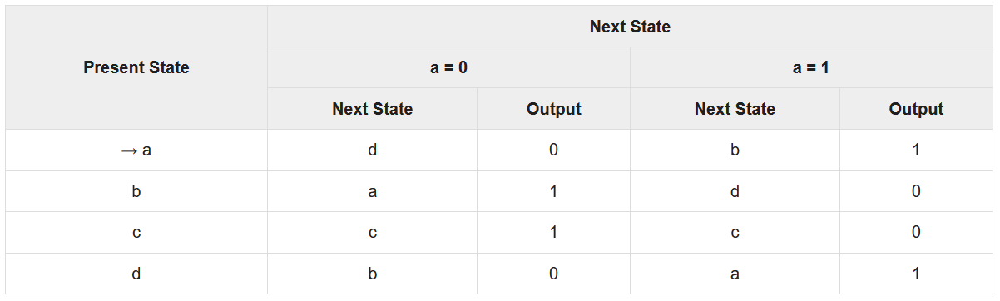 Present State Next State
a = 0 a = 1
Next State Output Next State Output
→ a d 0 b 1
b a 1 d 0
c c 1 c 0
d b 0 a 1